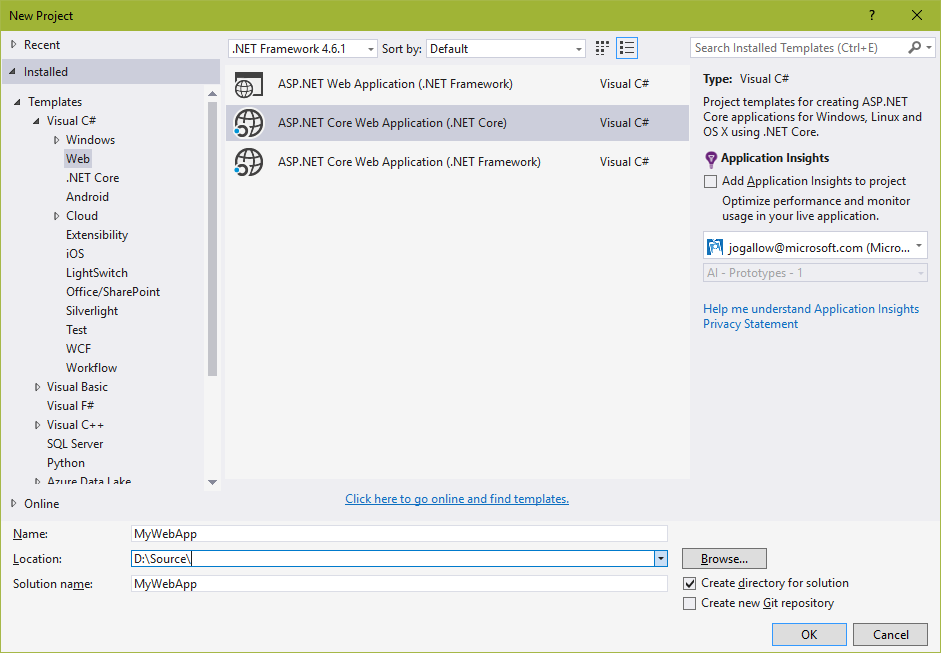 New Project
?
Recent
.NET Framework 4.6.1
Sort by:
Default
Search Installed Templates (Ctrl+E)
Installed
Templates
Visual C#
Windows
Web
.NET Core
Android
Cloud
Extensibility
iOS
LightSwitch
Office/SharePoint
Silverlight
Test
WCF
Workflow
Visual Basic
Visual F#
Visual C++
SQL Server
Python
Azure Data Lake
Online
ASP.NET Web Application (.NET Framework)
Visual C#
ASP.NET Core Web Application (.NET Core)
Visual C#
ASP.NET Core Web Application (.NET Framework)
Visual C#
Click here to go online and find templates.
Type: Visual C#
Project templates for creating ASP.NET
Core applications for Windows, Linux and
OS X using .NET Core.
Application Insights
Add Application Insights to project
Optimize performance and monitor
usage in your live application.
jogallow@microsoft.com (Micro...
AI - Prototypes - 1
Help me understand Application Insights
Privacy Statement
Name:
MyWebApp
Location:
D:\Source\
Browse...
Solution name:
MyWebApp
Create directory for solution
Create new Git repository
OK
Cancel